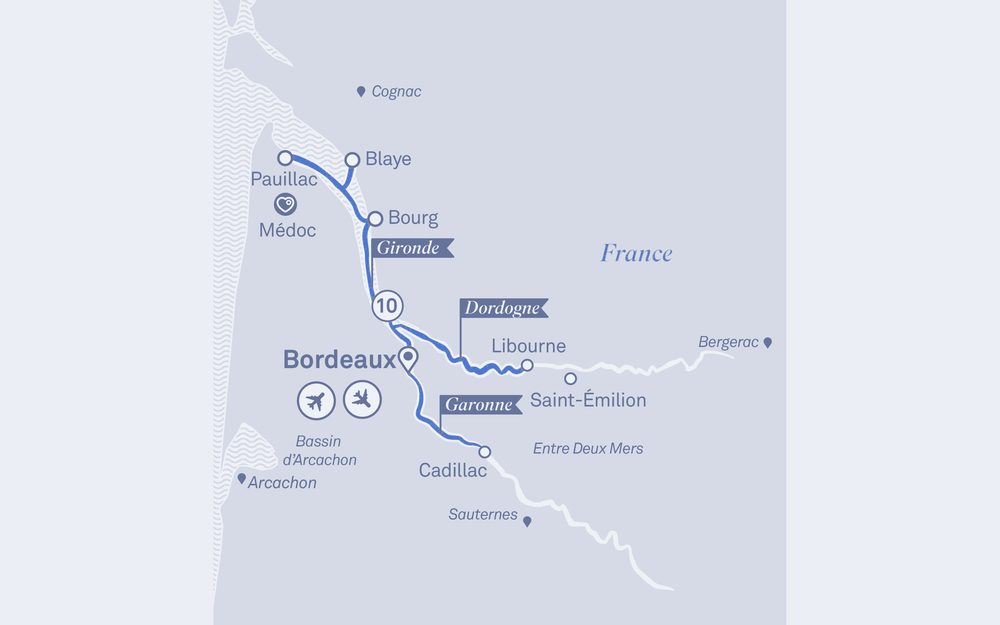 Cognac
Blaye
Pauillac
Médoc
Bourg
Gironde
France
10
Dordogne
Libourne
Bergerac
Bordeaux
Saint-Émilion
Garonne
Bassin
d'Arcachon
Entre Deux Mers
Cadillac
Arcachon
Sauternes